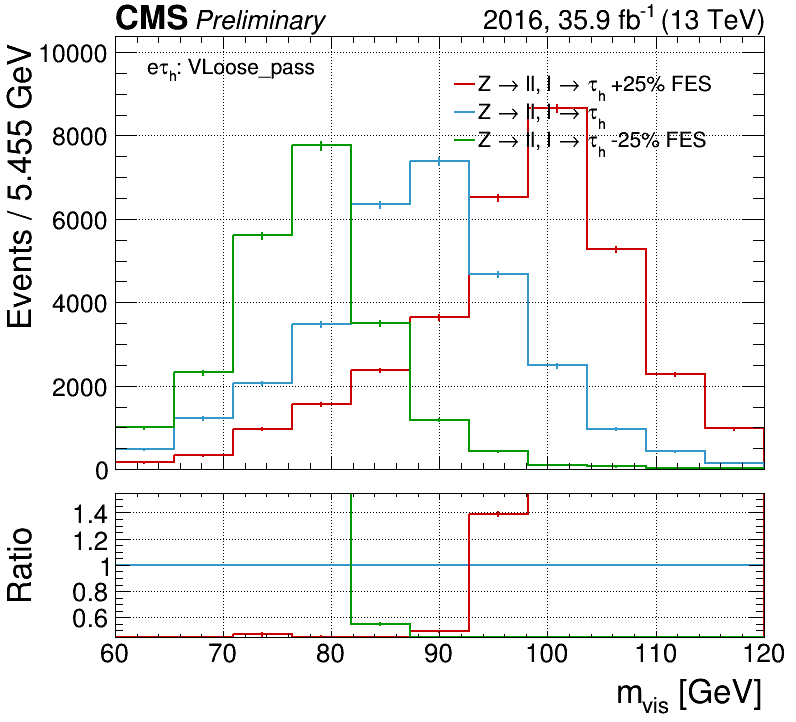 CMS Preliminary 2016, 35.9 fb-1 (13 TeV)
eτh: VLoose_pass
Z → ll, l → τh +25% FES
Z → ll, l → τh
Z → ll, l → τh -25% FES
Events / 5.455 GeV
10000
8000
6000
4000
2000
0
Ratio
1.4
1.2
1
0.8
0.6
60 70 80 90 100 110 120
mvis [GeV]